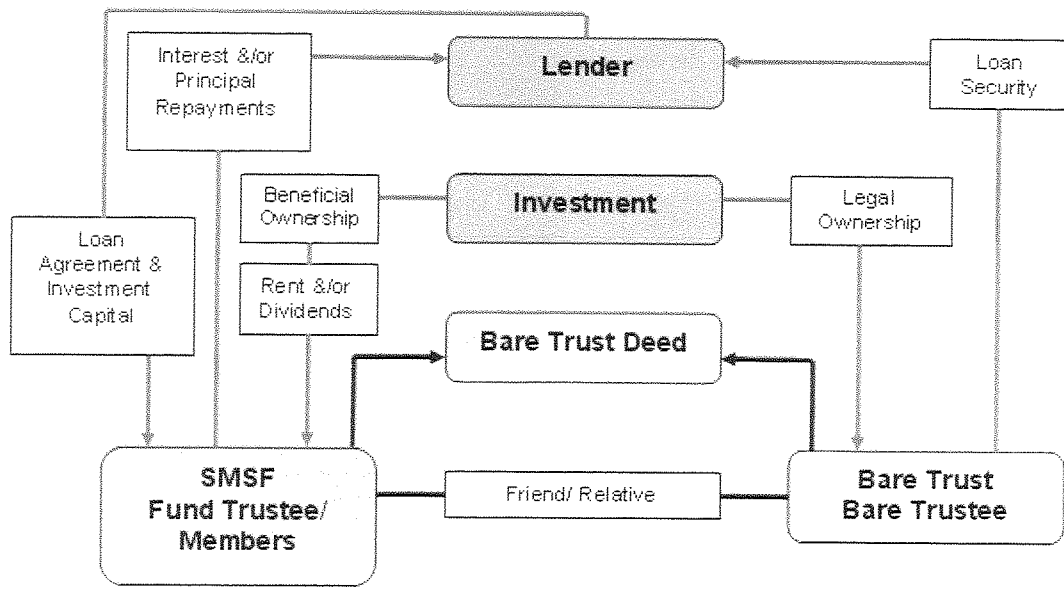 Interest &/or
Principal
Repayments
Lender
Loan
Security
Beneficial
Ownership
Investment
Legal
Ownership
Loan
Agreement &
Investment
Capital
Rent &/or
Dividends
Bare Trust Deed
SMSF
Fund Trustee/
Members
Friend/ Relative
Bare Trust
Bare Trustee